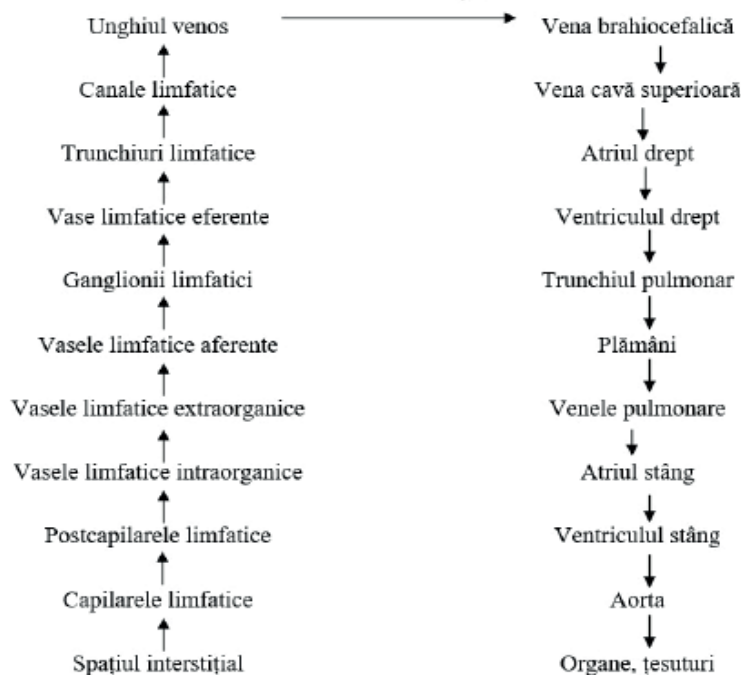 Unghiul venos
Canale limfatice
Trunchiuri limfatice
Vase limfatice eferente
Ganglionii limfatici
Vasele limfatice aferente
Vasele limfatice extraorganice
Vasele limfatice intraorganice
Postcapilarele limfatice
Capilarele limfatice
Spațiul interstițial
Vena brahiocefalică
Vena cavă superioară
Atriul drept
Ventriculul drept
Trunchiul pulmonar
Plămâni
Venele pulmonare
Atriul stâng
Ventriculul stâng
Aorta
Organe, țesuturi